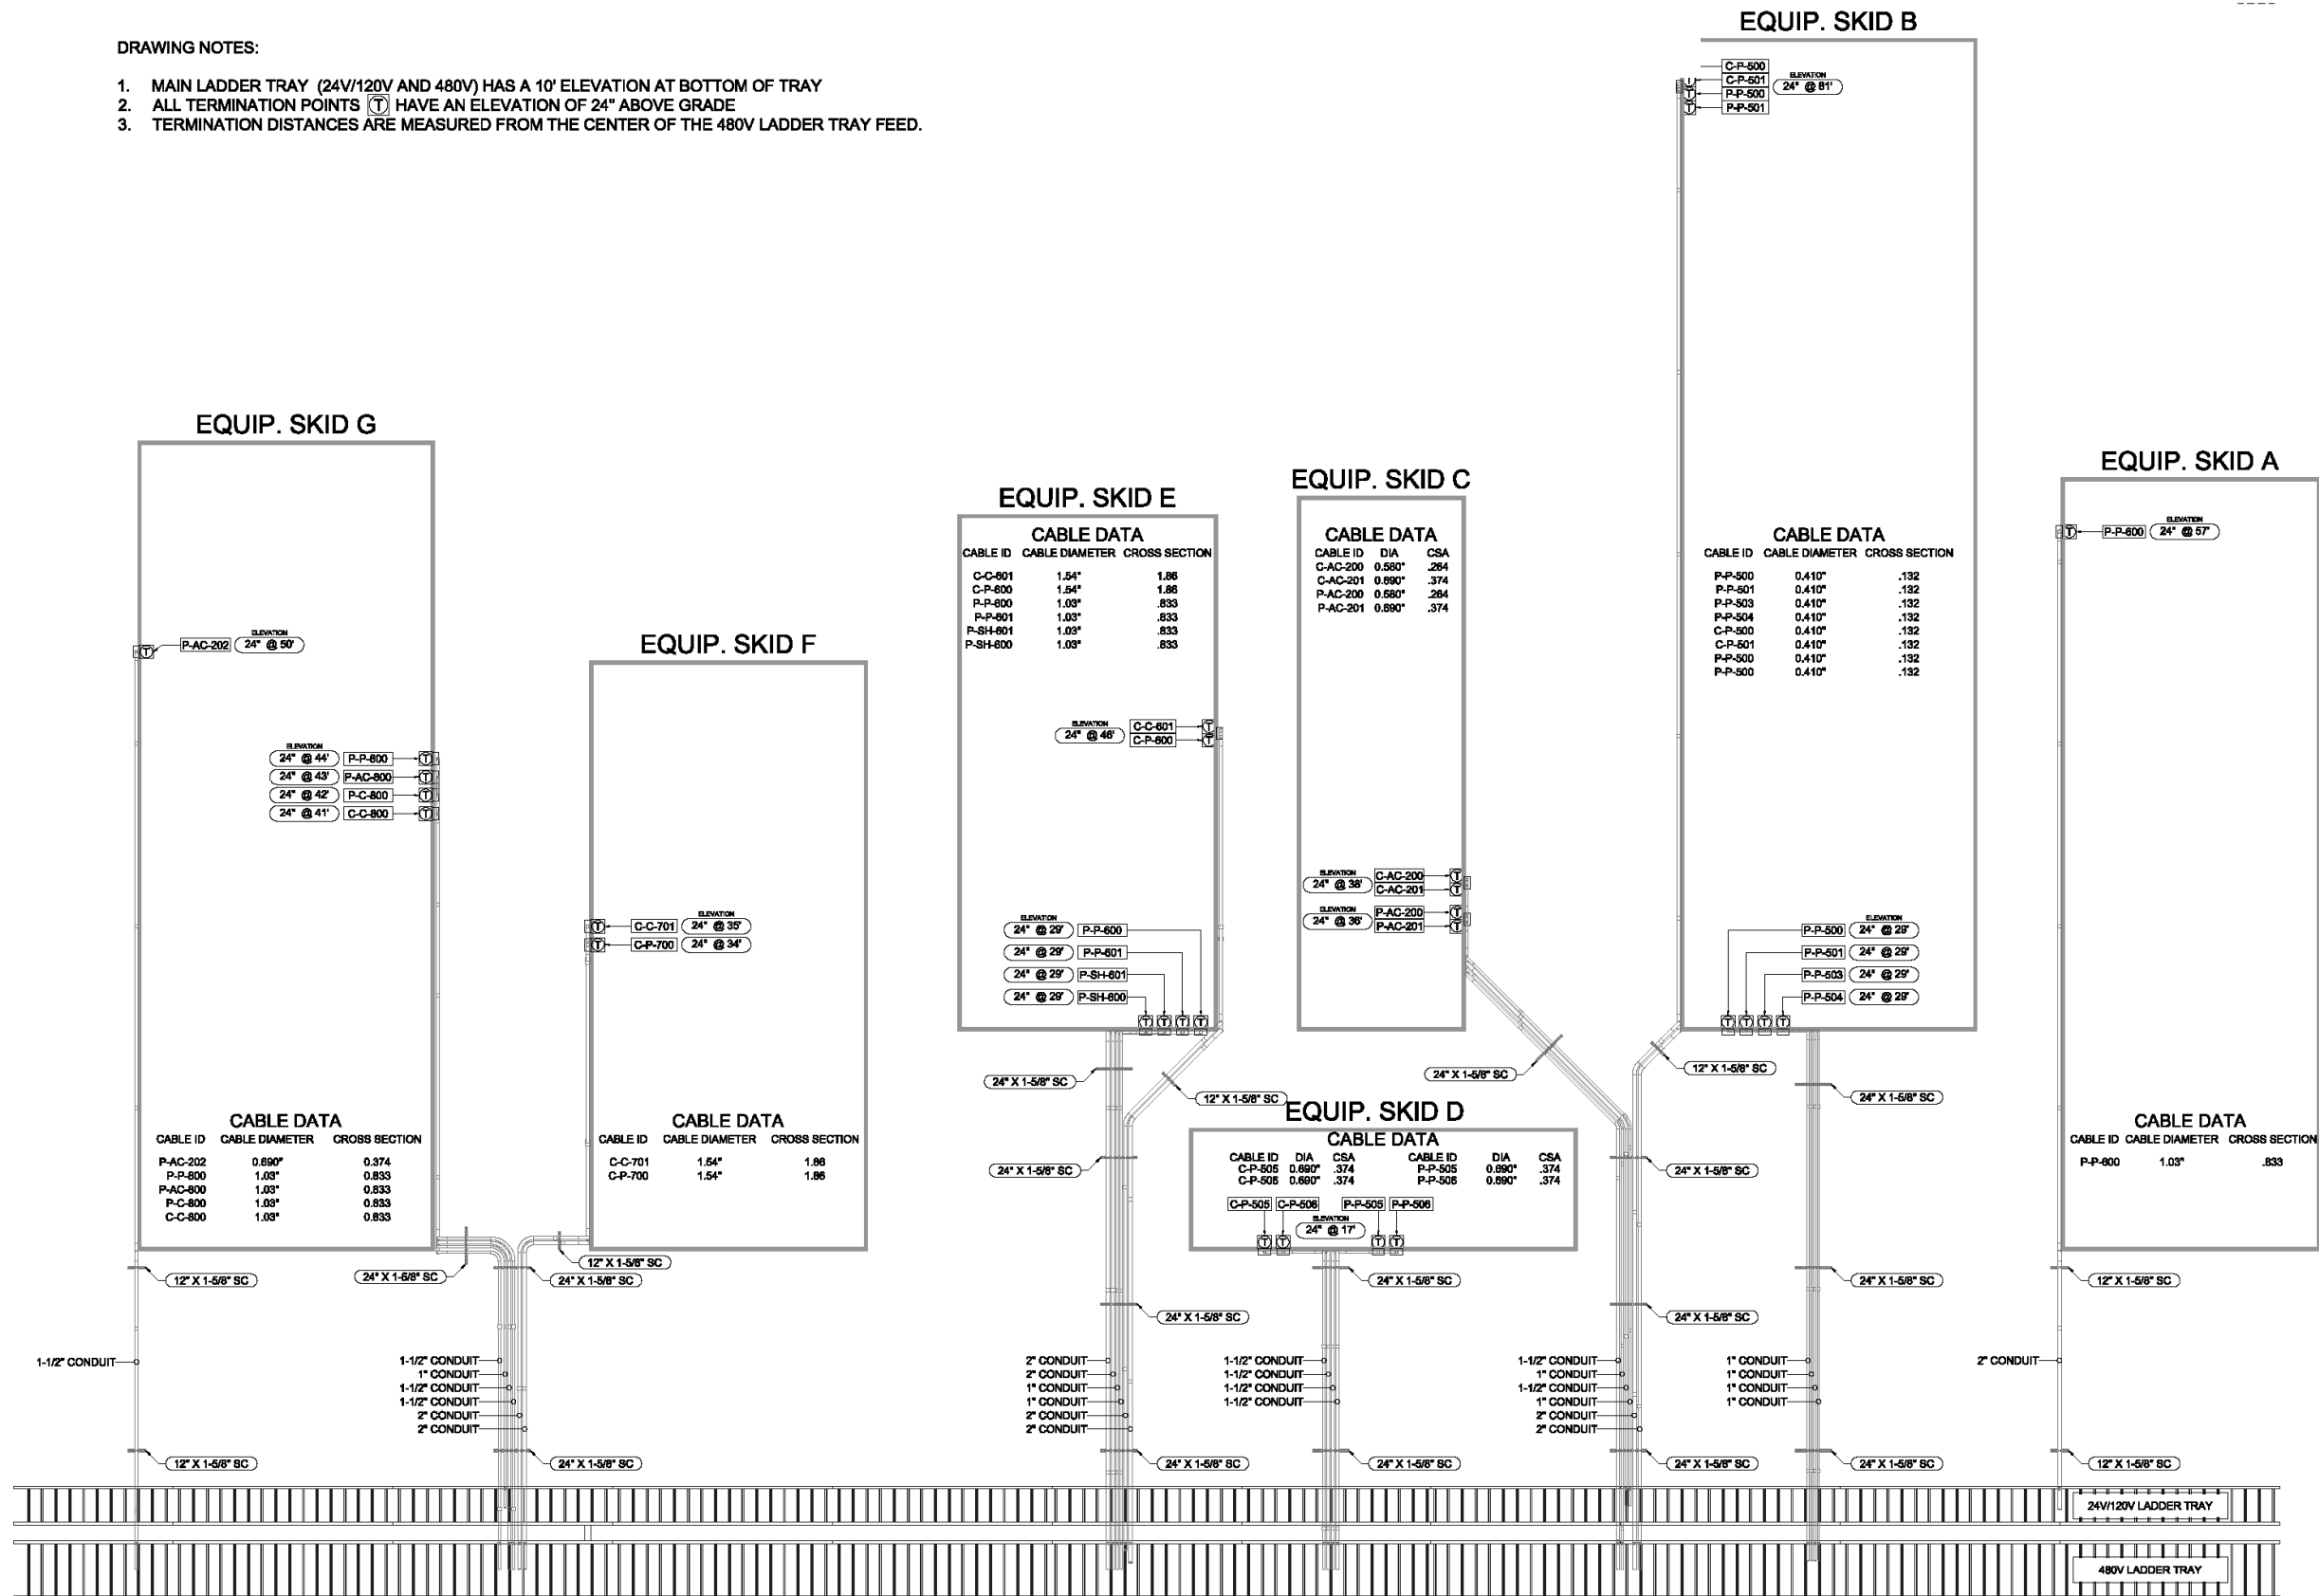 EQUIP. SKID B
DRAWING NOTES:
1. MAIN LADDER TRAY (24V/120V AND 480V) HAS A 10' ELEVATION AT BOTTOM OF TRAY
2. ALL TERMINATION POINTS T HAVE AN ELEVATION OF 24" ABOVE GRADE
3. TERMINATION DISTANCES ARE MEASURED FROM THE CENTER OF THE 480V LADDER TRAY FEED.
C-P-500
C-P-501
P-P-500
P-P-501
ELEVATION
24" @ 81'
CABLE DATA
CABLE ID CABLE DIAMETER CROSS SECTION
P-P-500 0.410" .132
P-P-501 0.410" .132
P-P-503 0.410" .132
P-P-504 0.410" .132
C-P-500 0.410" .132
C-P-501 0.410" .132
P-P-500 0.410" .132
P-P-500 0.410" .132
ELEVATION
P-P-500 24" @ 29'
P-P-501 24" @ 29'
P-P-503 24" @ 29'
P-P-504 24" @ 29'
T T T T
12" X 1-5/8" SC
24" X 1-5/8" SC
24" X 1-5/8" SC
1" CONDUIT
1" CONDUIT
1" CONDUIT
1" CONDUIT
24" X 1-5/8" SC
EQUIP. SKID G
ELEVATION
T P-AC-202 24" @ 50'
ELEVATION
24" @ 44' P-P-800 T
24" @ 43' P-AC-800 T
24" @ 42' P-C-800 T
24" @ 41' C-C-800 T
CABLE DATA
CABLE ID CABLE DIAMETER CROSS SECTION
P-AC-202 0.690" 0.374
P-P-800 1.03" 0.833
P-AC-800 1.03" 0.833
P-C-800 1.03" 0.833
C-C-800 1.03" 0.833
12" X 1-5/8" SC
24" X 1-5/8" SC
1-1/2" CONDUIT
12" X 1-5/8" SC
EQUIP. SKID F
ELEVATION
T C-C-701 24" @ 35'
T C-P-700 24" @ 34'
CABLE DATA
CABLE ID CABLE DIAMETER CROSS SECTION
C-C-701 1.54" 1.86
C-P-700 1.54" 1.86
12" X 1-5/8" SC
24" X 1-5/8" SC
1-1/2" CONDUIT
1" CONDUIT
1-1/2" CONDUIT
1-1/2" CONDUIT
2" CONDUIT
2" CONDUIT
24" X 1-5/8" SC
EQUIP. SKID E
CABLE DATA
CABLE ID CABLE DIAMETER CROSS SECTION
C-C-601 1.54" 1.86
C-P-600 1.54" 1.86
P-P-600 1.03" .833
P-P-601 1.03" .833
P-SH-601 1.03" .833
P-SH-600 1.03" .833
ELEVATION
24" @ 46'
C-C-601 T
C-P-600 T
ELEVATION
24" @ 29' P-P-600
24" @ 29' P-P-601
24" @ 29' P-SH-601
24" @ 29' P-SH-600
T T T T
24" X 1-5/8" SC
12" X 1-5/8" SC
24" X 1-5/8" SC
24" X 1-5/8" SC
2" CONDUIT
2" CONDUIT
1" CONDUIT
1" CONDUIT
2" CONDUIT
2" CONDUIT
24" X 1-5/8" SC
EQUIP. SKID C
CABLE DATA
CABLE ID DIA CSA
C-AC-200 0.580" .264
C-AC-201 0.690" .374
P-AC-200 0.580" .264
P-AC-201 0.690" .374
ELEVATION
24" @ 38'
C-AC-200 T
C-AC-201 T
ELEVATION
24" @ 36'
P-AC-200 T
P-AC-201 T
24" X 1-5/8" SC
24" X 1-5/8" SC
24" X 1-5/8" SC
1-1/2" CONDUIT
1" CONDUIT
1-1/2" CONDUIT
1" CONDUIT
2" CONDUIT
2" CONDUIT
24" X 1-5/8" SC
EQUIP. SKID D
CABLE DATA
CABLE ID DIA CSA CABLE ID DIA CSA
C-P-505 0.690" .374 P-P-505 0.690" .374
C-P-506 0.690" .374 P-P-506 0.690" .374
C-P-505 C-P-506 P-P-505 P-P-506
ELEVATION
24" @ 17'
T T T T
24" X 1-5/8" SC
1-1/2" CONDUIT
1-1/2" CONDUIT
1-1/2" CONDUIT
1-1/2" CONDUIT
24" X 1-5/8" SC
EQUIP. SKID A
ELEVATION
T P-P-600 24" @ 57'
CABLE DATA
CABLE ID CABLE DIAMETER CROSS SECTION
P-P-600 1.03" .833
12" X 1-5/8" SC
2" CONDUIT
12" X 1-5/8" SC
24V/120V LADDER TRAY
480V LADDER TRAY